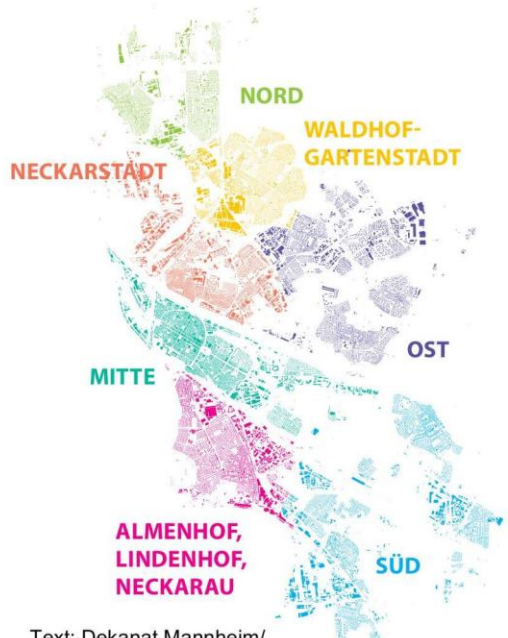 NORD
WALDHOF-
GARTENSTADT
NECKARSTADT
OST
MITTE
ALMENHOF,
LINDENHOF,
NECKARAU
SÜD
Text: Dekanat Mannheim/